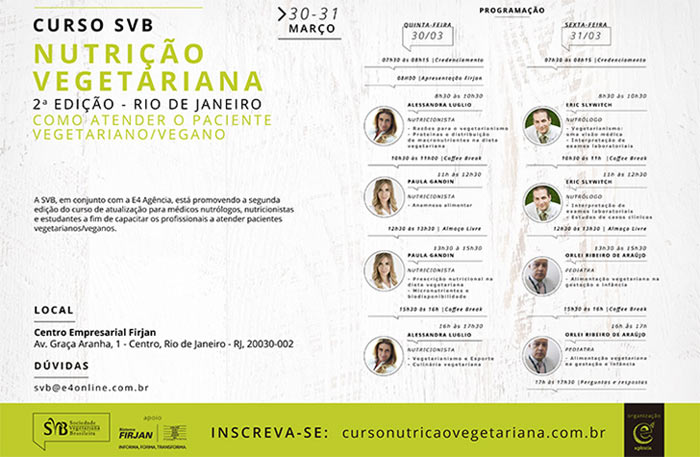 CURSO SVB
NUTRIÇÃO
VEGETARIANA
2ª EDIÇÃO - RIO DE JANEIRO
COMO ATENDER O PACIENTE
VEGETARIANO/VEGANO
30-31
MARÇO
A SVB, em conjunto com a E4 Agência, está promovendo a segunda
edição do curso de atualização para médicos nutrólogos, nutricionistas
e estudantes a fim de capacitar os profissionais a atender pacientes
vegetarianos/veganos.
LOCAL
Centro Empresarial Firjan
Av. Graça Aranha, 1 - Centro, Rio de Janeiro - RJ, 20030-002
DÚVIDAS
svb@e4online.com.br
PROGRAMAÇÃO
QUINTA-FEIRA
30/03
07h30 às 08h15 |Credenciamento
08H00 |Apresentação Firjan
8h30 às 10h30
ALESSANDRA LUGLIO
NUTRICIONISTA
- Razões para o vegetarianismo
- Proteínas e distribuição
de macronutrientes na dieta
vegetariana
10h30 às 11h00 |Coffee Break
11h às 12h30
PAULA GANDIN
NUTRICIONISTA
- Anamnese alimentar
12h30 às 13h30 | Almoço Livre
13h30 à 15h30
PAULA GANDIN
NUTRICIONISTA
- Prescrição nutricional na
dieta vegetariana
- Micronutrientes e
biodisponibilidade
15h30 às 16h |Coffee Break
16h às 17h30
ALESSANDRA LUGLIO
NUTRICIONISTA
- Vegetarianismo e Esporte
- Culinária vegetariana
SEXTA-FEIRA
31/03
07h30 às 08h15 |Credenciamento
8h30 às 10h30
ERIC SLYWITCH
NUTRÓLOGO
- Vegetarianismo:
uma visão médica
- Interpretação de
exames laboratoriais
10h30 às 11h |Coffee Break
11h às 12h30
ERIC SLYWITCH
NUTRÓLOGO
- Interpretação de
exames laboratoriais
- Estudos de casos clínicos
12h30 às 13h30 |Almoço Livre
13h30 às 15h30
ORLEI RIBEIRO DE ARAÚJO
PEDIATRA
- Alimentação vegetariana na
gestação e infância
15h30 às 16h |Coffee Break
16h às 17h
ORLEI RIBEIRO DE ARAÚJO
PEDIATRA
- Alimentação vegetariana
na gestação e infância
17h às 17h30 |Perguntas e respostas
SVB
Sociedade
Vegetariana
Brasileira
apoio
Sistema
FIRJAN
INFORMA, FORMA, TRANSFORMA.
INSCREVA-SE: cursonutricaovegetariana.com.br
organização
agência